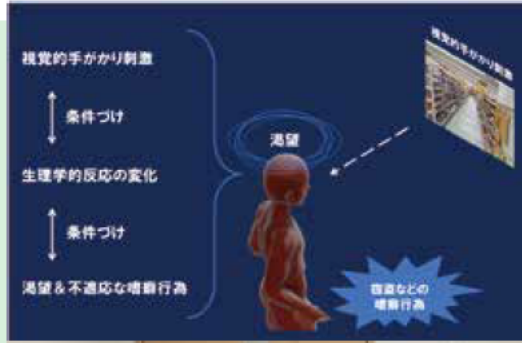 視覚的手がかり刺激
条件づけ
生理学的反応の変化
条件づけ
渇望＆不適応な嗜癖行為
渇望
視覚的手がかり刺激
窃盗などの
嗜癖行為